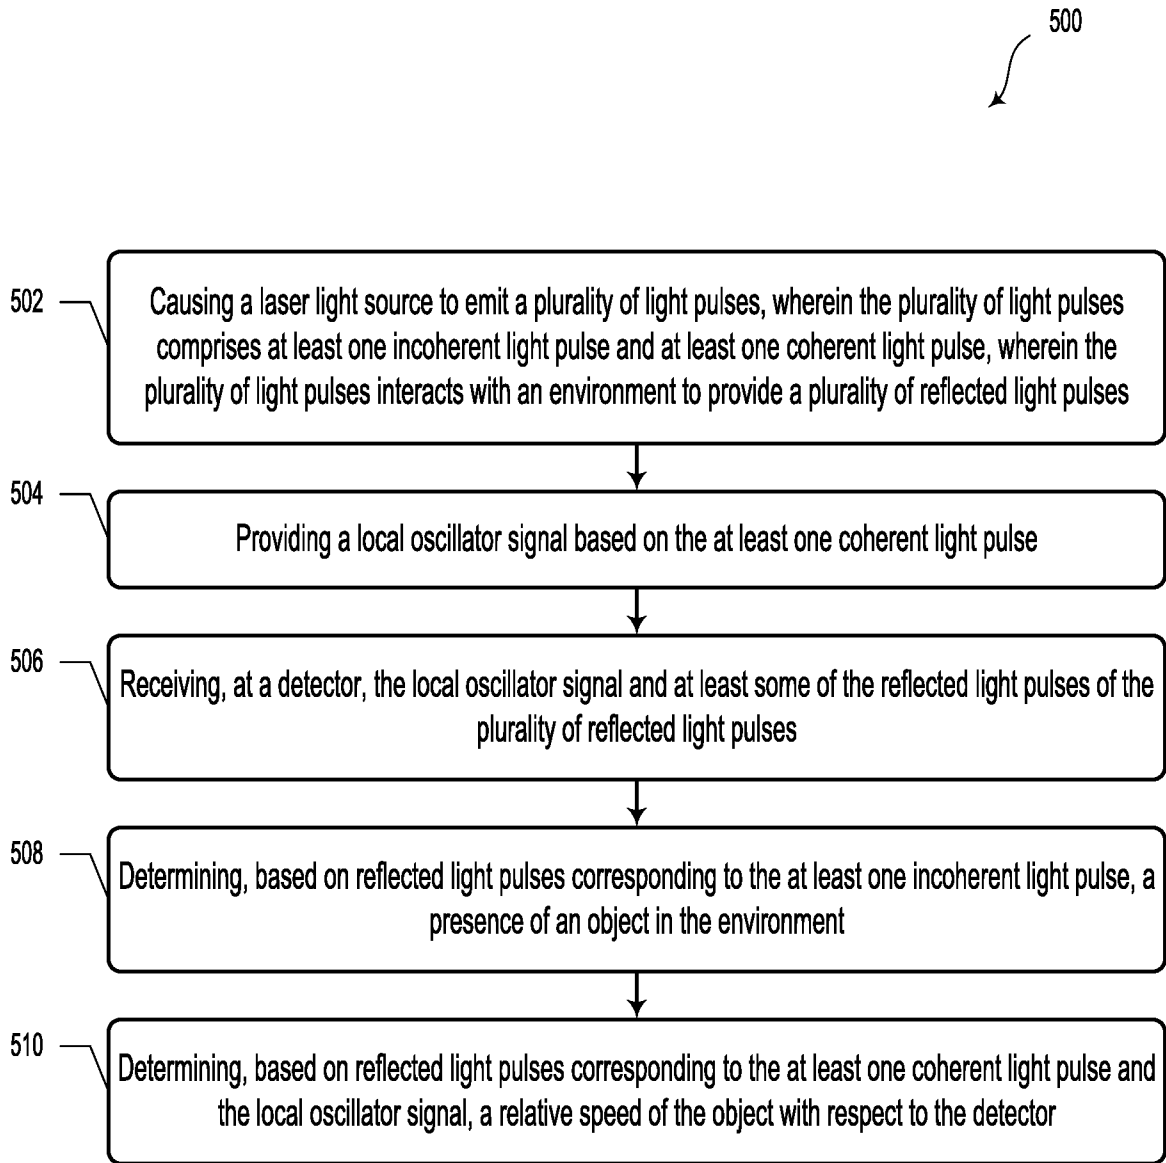 500
502
Causing a laser light source to emit a plurality of light pulses, wherein the plurality of light pulses
comprises at least one incoherent light pulse and at least one coherent light pulse, wherein the
plurality of light pulses interacts with an environment to provide a plurality of reflected light pulses
504
Providing a local oscillator signal based on the at least one coherent light pulse
506
Receiving, at a detector, the local oscillator signal and at least some of the reflected light pulses of the
plurality of reflected light pulses
508
Determining, based on reflected light pulses corresponding to the at least one incoherent light pulse, a
presence of an object in the environment
510
Determining, based on reflected light pulses corresponding to the at least one coherent light pulse and
the local oscillator signal, a relative speed of the object with respect to the detector